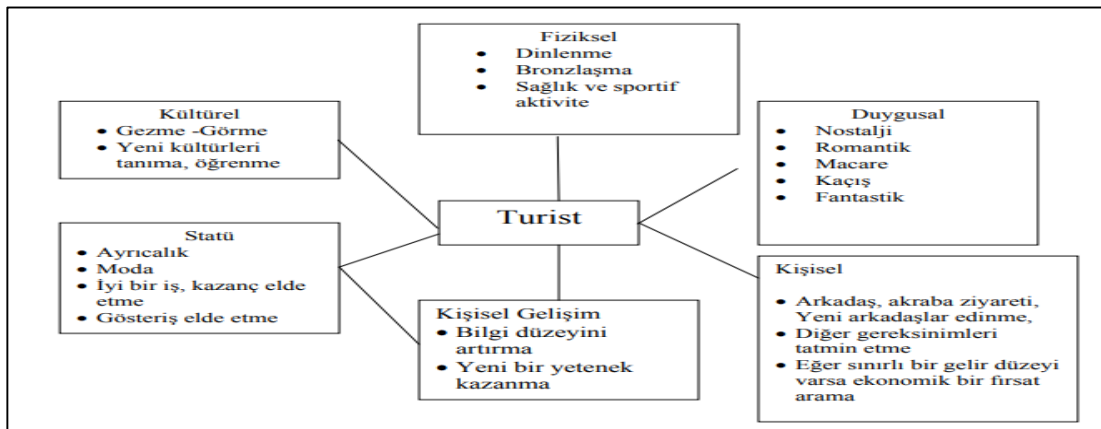 Fiziksel
• Dinlenme
• Bronzlaşma
• Sağlık ve sportif
aktivite
Kültürel
• Gezme -Görme
• Yeni kültürleri
tanıma, öğrenme
Duygusal
• Nostalji
• Romantik
• Macare
• Kaçış
• Fantastik
Turist
Statü
• Ayrıcalık
• Moda
• İyi bir iş, kazanç elde
etme
• Gösteriş elde etme
Kişisel Gelişim
• Bilgi düzeyini
artırma
• Yeni bir yetenek
kazanma
Kişisel
• Arkadaş, akraba ziyareti,
Yeni arkadaşlar edinme,
• Diğer gereksinimleri
tatmin etme
• Eğer sınırlı bir gelir düzeyi
varsa ekonomik bir fırsat
arama